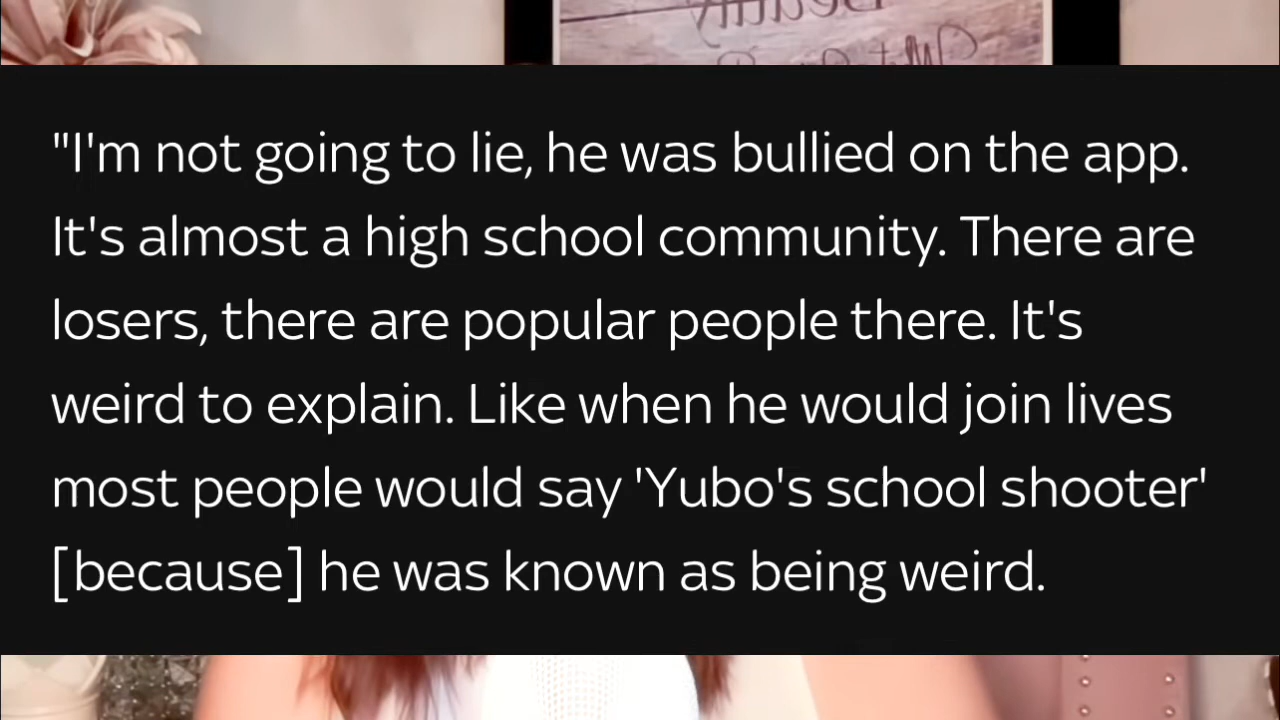 "I'm not going to lie, he was bullied on the app.
It's almost a high school community. There are
losers, there are popular people there. It's
weird to explain. Like when he would join lives
most people would say 'Yubo's school shooter'
[because] he was known as being weird.